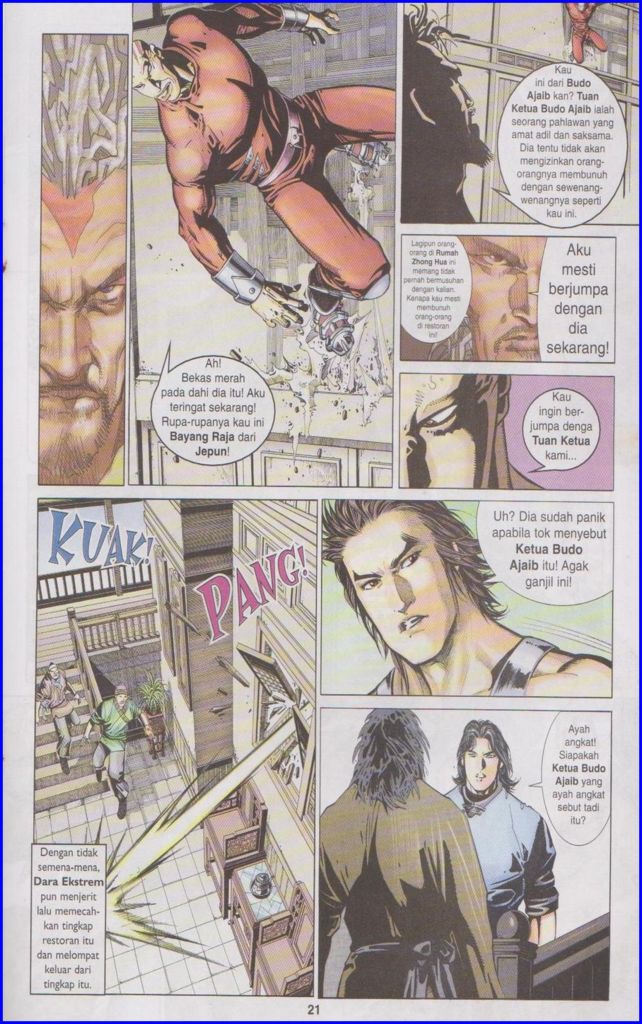 Kau
ini dari Budo
Ajaib kan? Tuan
Ketua Budo Ajaib ialah
seorang pahlawan yang
amat adil dan saksama.
Dia tentu tidak akan
mengizinkan orang-
orangnya membunuh
dengan sewenang-
wenangnya seperti
kau ini.
Ah!
Bekas merah
pada dahi dia itu! Aku
teringat sekarang!
Rupa-rupanya kau ini
Bayang Raja dari
Jepun!
Lagipun orang-
orang di Rumah
Zhong Hua ini
memang tidak
pernah bermusuhan
dengan kalian.
Kenapa kau mesti
membunuh
orang-orang
di restoran
ini!
Aku
mesti
berjumpa
dengan
dia
sekarang!
Kau
ingin ber-
jumpa denga
Tuan Ketua
kami...
KUAK!
PANG!
Dengan tidak
semena-mena,
Dara Ekstrem
pun menjerit
lalu memecah-
kan tingkap
restoran itu
dan melompat
keluar dari
tingkap itu.
Uh? Dia sudah panik
apabila tok menyebut
Ketua Budo
Ajaib itu! Agak
ganjil ini!
Ayah
angkat!
Siapakah
Ketua Budo
Ajaib yang
ayah angkat
sebut tadi
itu?
21